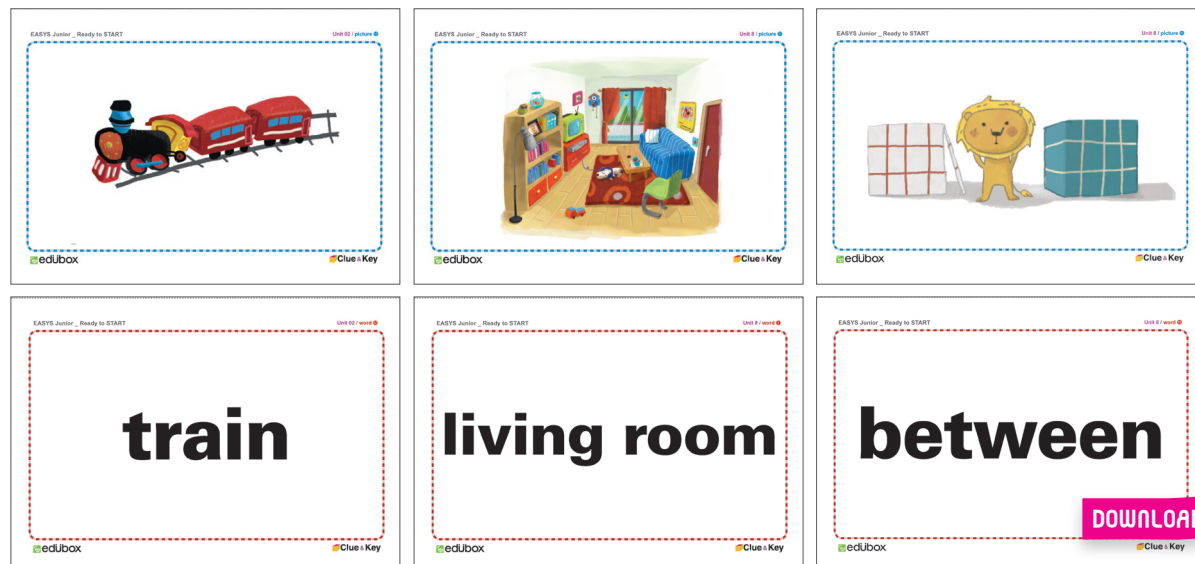 EASYS Junior _ Ready to START Unit 02 / picture
edubox Clue & Key
EASYS Junior _ Ready to START Unit 8 / picture
edubox Clue & Key
EASYS Junior _ Ready to START Unit 8 / picture
edubox Clue & Key
EASYS Junior _ Ready to START Unit 02 / word
train
edubox Clue & Key
EASYS Junior _ Ready to START Unit 8 / word
living room
edubox Clue & Key
EASYS Junior _ Ready to START Unit 8 / word
between
DOWNLOAD
edubox Clue & Key